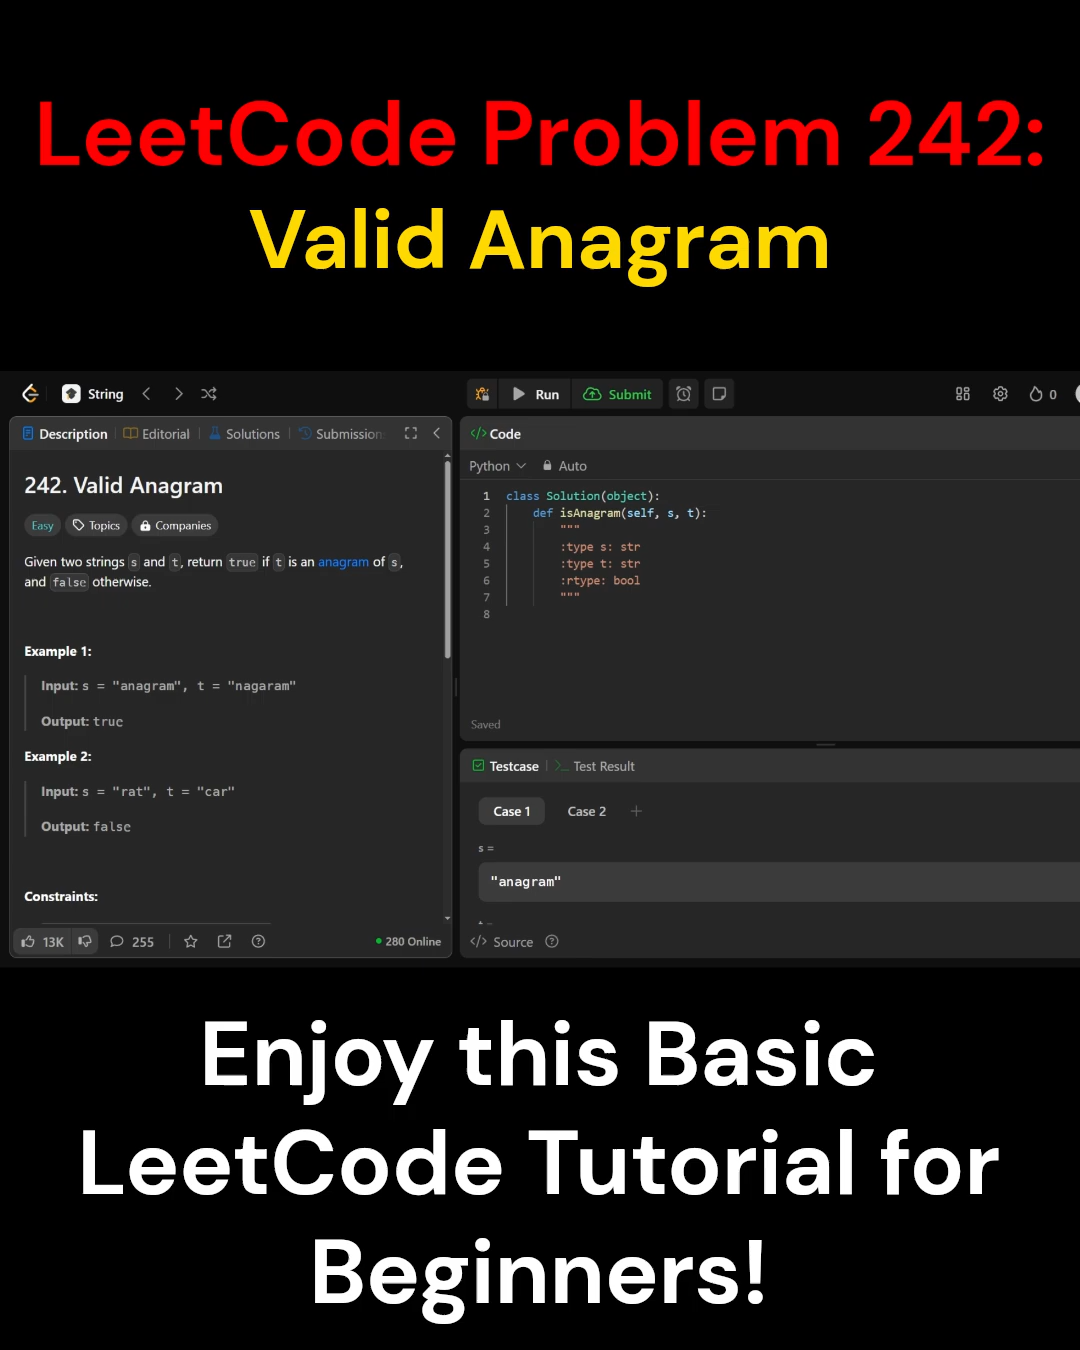 LeetCode Problem 242:
Valid Anagram
String
Run
Submit
0
Description
Editorial
Solutions
Submission
242. Valid Anagram
Easy
Topics
Companies
Given two strings s and t, return true if t is an anagram of s,
and false otherwise.
Example 1:
Input: s = "anagram", t = "nagaram"
Output: true
Example 2:
Input: s = "rat", t = "car"
Output: false
Constraints:
13K
255
280 Online
</> Code
Python
Auto
1 class Solution(object):
2 def isAnagram(self, s, t):
3 """
4 :type s: str
5 :type t: str
6 :rtype: bool
7 """
8
Saved
Testcase
>_ Test Result
Case 1
Case 2
+
s =
"anagram"
</> Source
Enjoy this Basic
LeetCode Tutorial for
Beginners!